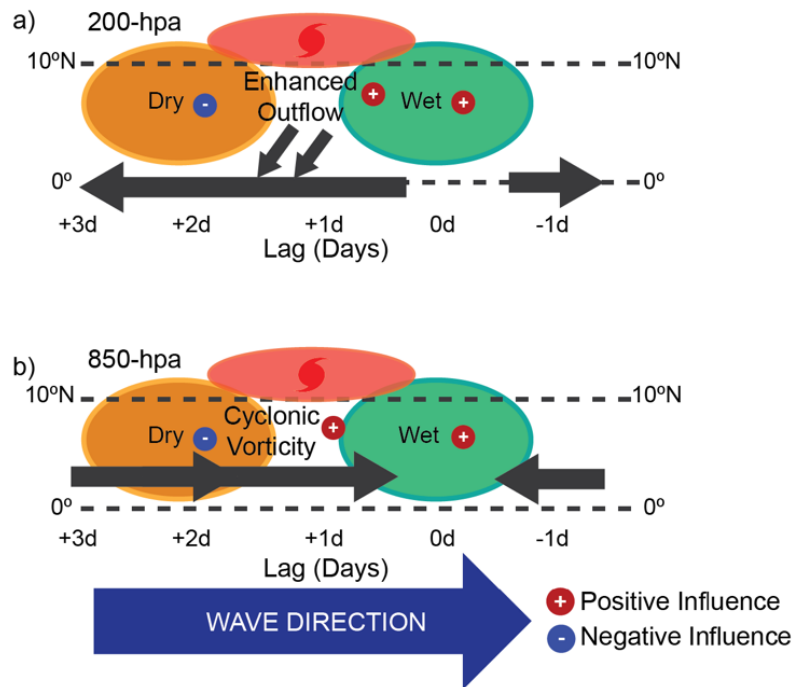 a)
200-hpa
10ºN
10ºN
Enhanced
Outflow
Dry
-
+
Wet
+
0º
0º
+3d
+2d
+1d
0d
-1d
Lag (Days)
b)
850-hpa
10ºN
10ºN
Cyclonic
Vorticity
Dry
-
+
Wet
+
0º
0º
+3d
+2d
+1d
0d
-1d
Lag (Days)
WAVE DIRECTION
+ Positive Influence
- Negative Influence